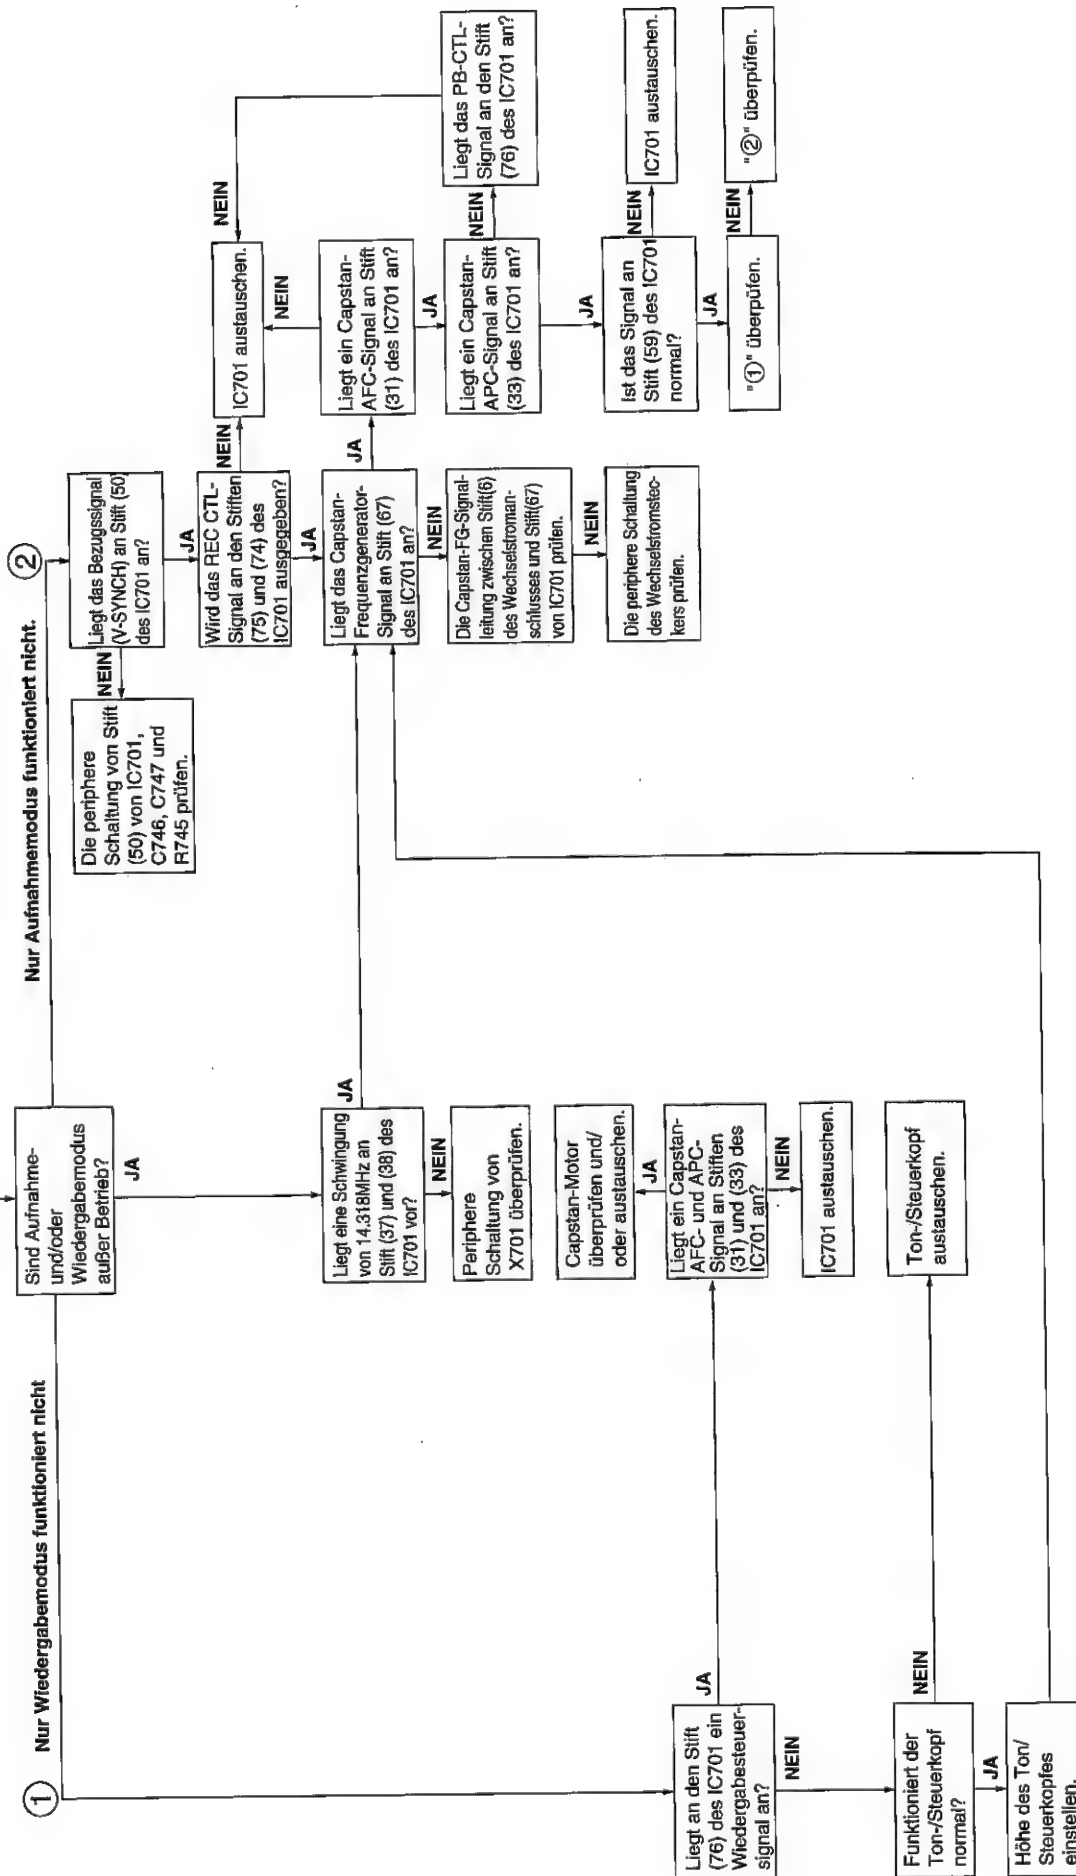 1
Nur Wiedergabemodus funktioniert nicht
Sind Aufnahme-
und/oder
Wiedergabemodus
außer Betrieb?
Nur Aufnahmemodus funktioniert nicht.
2
JA
Liegt das Bezugssignal
(V-SYNCH) an Stift (50)
des IC701 an?
NEIN
Die periphere
Schaltung von Stift
(50) von IC701,
C746, C747 und
R745 prüfen.
JA
Wird das REC CTL-
Signal an den Stiften
(75) und (74) des
IC701 ausgegeben?
NEIN
IC701 austauschen.
NEIN
JA
Liegt eine Schwingung
von 14.318MHz an
Stift (37) und (38) des
IC701 vor?
JA
NEIN
Periphere
Schaltung von
X701 überprüfen.
Liegt das Capstan-
Frequenzgenerator-
Signal an Stift (67)
des IC701 an?
JA
NEIN
Die Capstan-FG-Signal-
leitung zwischen Stift(6)
des Wechselstroman-
schlusses und Stift(67)
von IC701 prüfen.
NEIN
Die periphere Schaltung
des Wechselstromstec-
kers prüfen.
Liegt ein Capstan-
AFC-Signal an Stift
(31) des IC701 an?
NEIN
JA
Liegt ein Capstan-
APC-Signal an Stift
(33) des IC701 an?
NEIN
Liegt das PB-CTL-
Signal an den Stift
(76) des IC701 an?
JA
Ist das Signal an
Stift (59) des IC701
normal?
NEIN
IC701 austauschen.
JA
"①" überpüfen.
NEIN
"②" überpüfen.
Liegt an den Stift
(76) des IC701 ein
Wiedergabesteuer-
signal an?
JA
NEIN
Capstan-Motor
überprüfen und/
oder austauschen.
JA
Liegt ein Capstan-
AFC- und APC-
Signal an Stiften
(31) und (33) des
IC701 an?
NEIN
IC701 austauschen.
Funktioniert der
Ton-/Steuerkopf
normal?
NEIN
Ton-/Steuerkopf
austauschen.
JA
Höhe des Ton/
Steuerkopfes
einstellen.